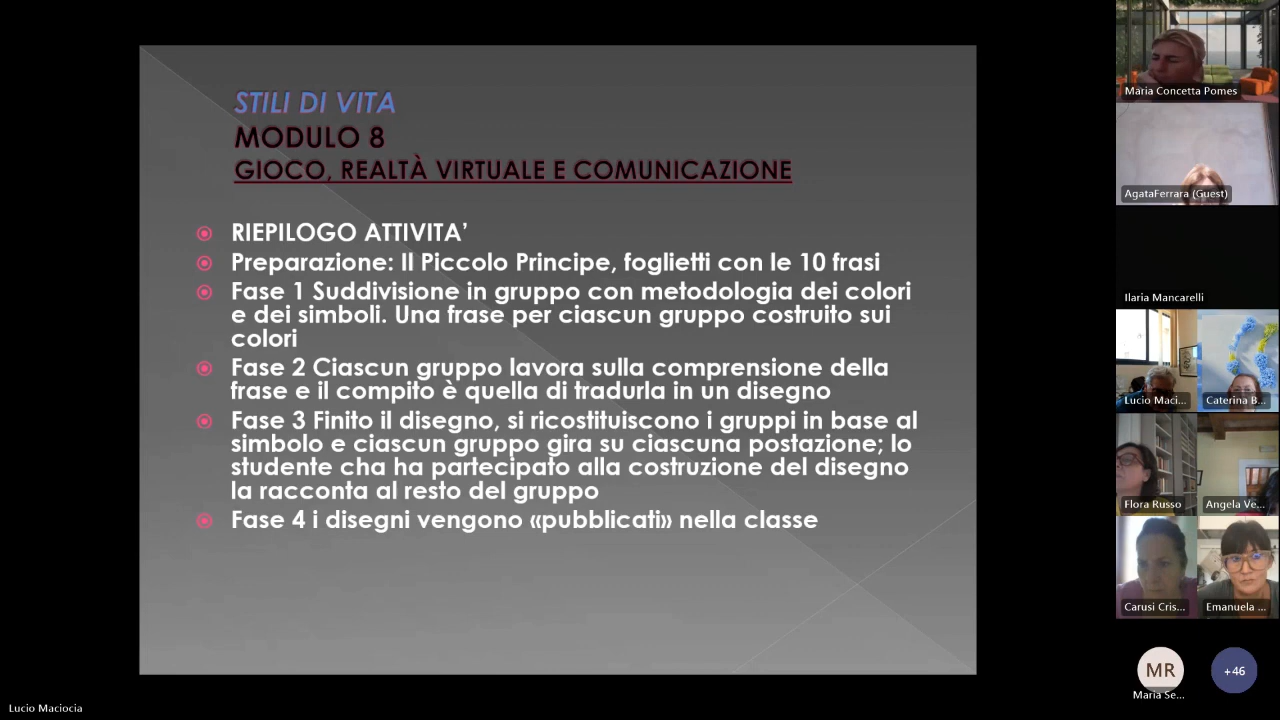 STILI DI VITA
MODULO 8
GIOCO, REALTÀ VIRTUALE E COMUNICAZIONE
RIEPILOGO ATTIVITA’
Preparazione: Il Piccolo Principe, foglietti con le 10 frasi
Fase 1 Suddivisione in gruppo con metodologia dei colori
e dei simboli. Una frase per ciascun gruppo costruito sui
colori
Fase 2 Ciascun gruppo lavora sulla comprensione della
frase e il compito è quella di tradurla in un disegno
Fase 3 Finito il disegno, si ricostituiscono i gruppi in base al
simbolo e ciascun gruppo gira su ciascuna postazione; lo
studente cha ha partecipato alla costruzione del disegno
la racconta al resto del gruppo
Fase 4 i disegni vengono «pubblicati» nella classe
Lucio Maciocia
Maria Concetta Pomes
AgataFerrara (Guest)
Ilaria Mancarelli
Lucio Maci...
Caterina B...
Flora Russo
Angela Ve...
Carusi Cris...
Emanuela ...
MR
+46
Maria Se...